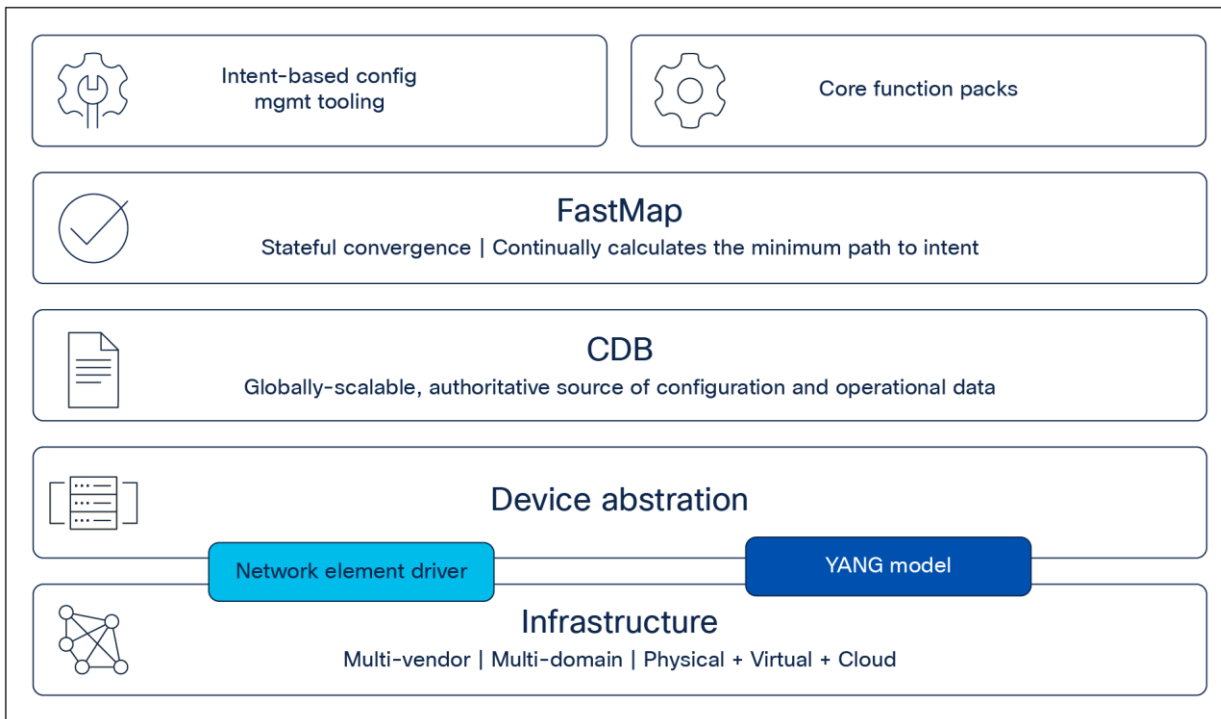 Intent-based config
mgmt tooling
Core function packs
FastMap
Stateful convergence | Continually calculates the minimum path to intent
CDB
Globally-scalable, authoritative source of configuration and operational data
Device abstration
Network element driver
YANG model
Infrastructure
Multi-vendor | Multi-domain | Physical + Virtual + Cloud